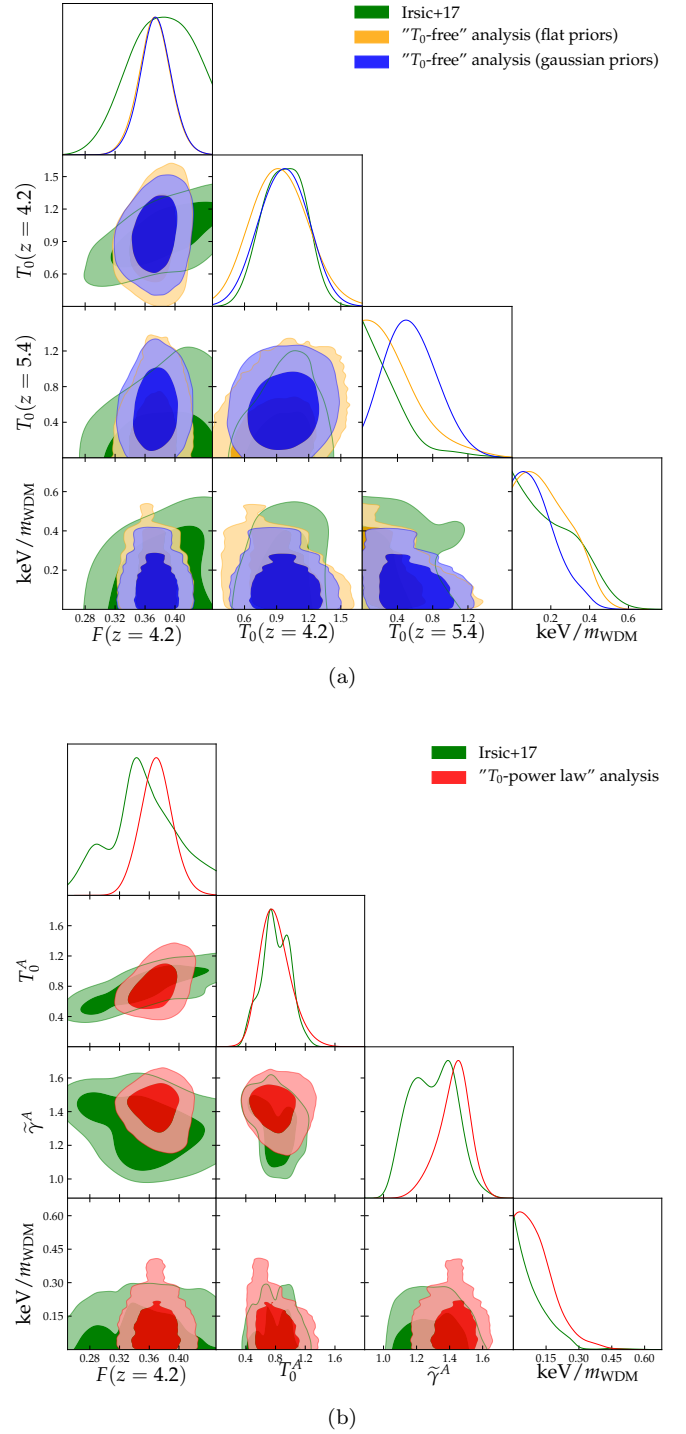 Irsic+17
"T₀-free" analysis (flat priors)
"T₀-free" analysis (gaussian priors)
T₀(z = 4.2)
1.5
1.2
0.9
0.6
T₀(z = 5.4)
1.2
0.8
0.4
keV/m_WDM
0.6
0.4
0.2
0.28 0.32 0.36 0.40
0.6 0.9 1.2 1.5
0.4 0.8 1.2
0.2 0.4 0.6
F(z = 4.2)
T₀(z = 4.2)
T₀(z = 5.4)
keV/m_WDM
(a)
Irsic+17
"T₀-power law" analysis
T₀^A
1.6
1.2
0.8
0.4
γ̃^A
1.6
1.4
1.2
1.0
keV/m_WDM
0.60
0.45
0.30
0.15
0.28 0.32 0.36 0.40
0.4 0.8 1.2 1.6
1.0 1.2 1.4 1.6
0.15 0.30 0.45 0.60
F(z = 4.2)
T₀^A
γ̃^A
keV/m_WDM
(b)